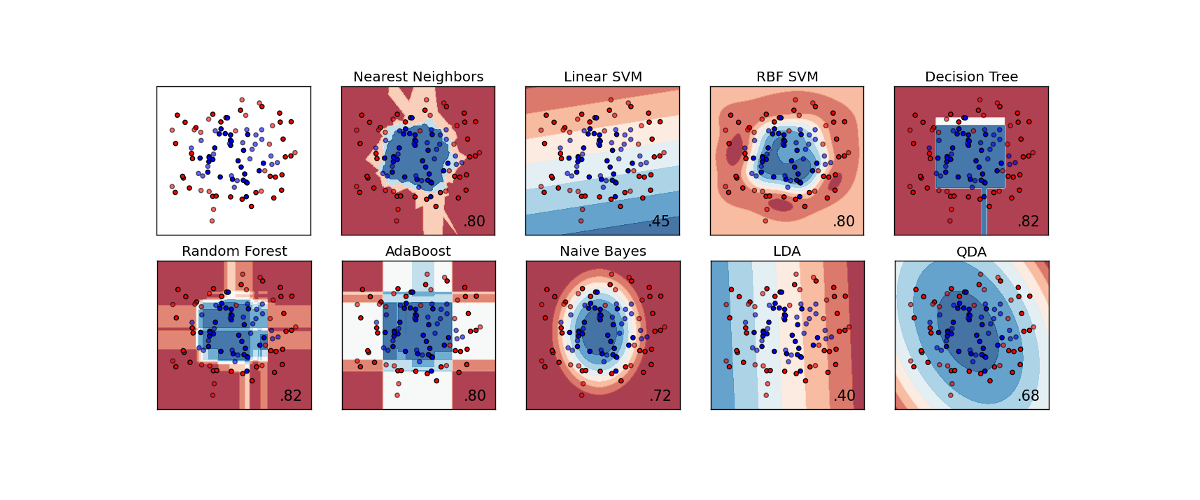 Nearest Neighbors
Linear SVM
RBF SVM
Decision Tree
.80
.45
.80
.82
Random Forest
AdaBoost
Naive Bayes
LDA
QDA
.82
.80
.72
.40
.68